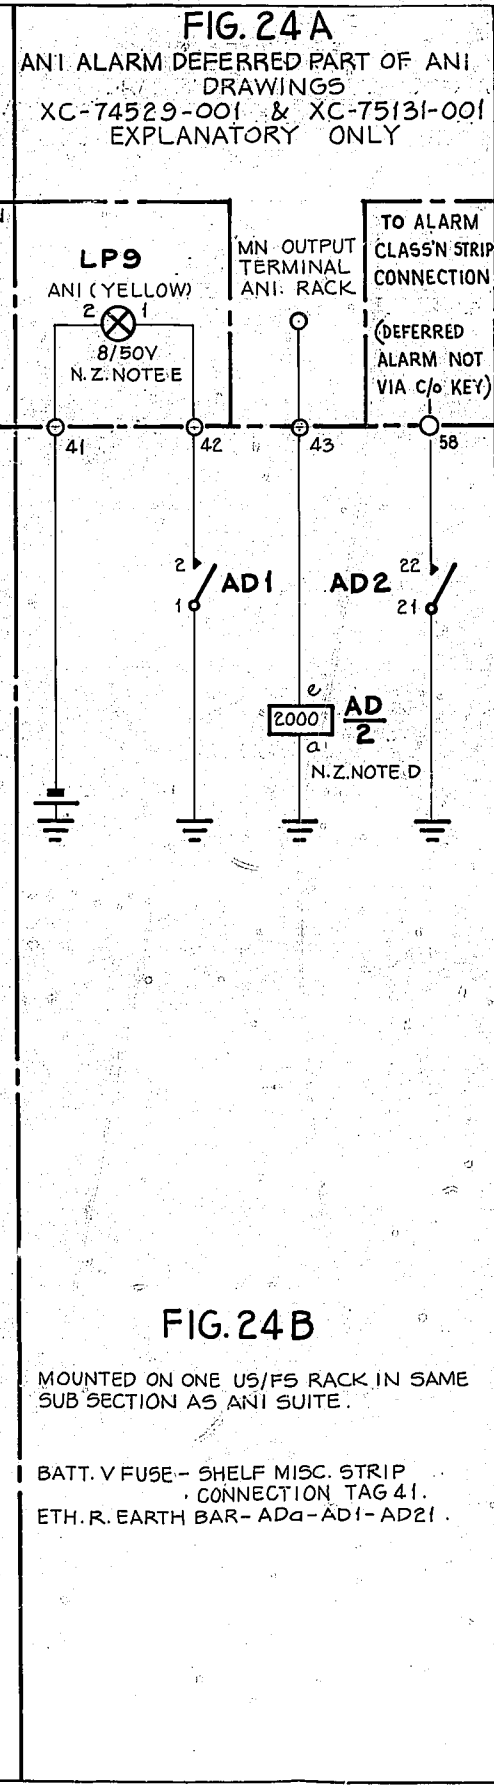 FIG. 24A
ANI ALARM DEFERRED PART OF ANI
DRAWINGS
XC-74529-001 & XC-75131-001
EXPLANATORY ONLY
LP9
ANI (YELLOW)
2 1
8/50V
N.Z. NOTE E
MN OUTPUT
TERMINAL
ANI. RACK
TO ALARM
CLASS'N STRIP
CONNECTION
(DEFERRED
ALARM NOT
VIA C/o KEY)
41 42 43 58
2 AD1 AD2 22
1 21
e
2000 AD
2
a
N.Z. NOTE D
FIG. 24B
MOUNTED ON ONE US/FS RACK IN SAME
SUB SECTION AS ANI SUITE.
BATT. V FUSE - SHELF MISC. STRIP
CONNECTION TAG 41.
ETH. R. EARTH BAR - ADa - AD1 - AD21.